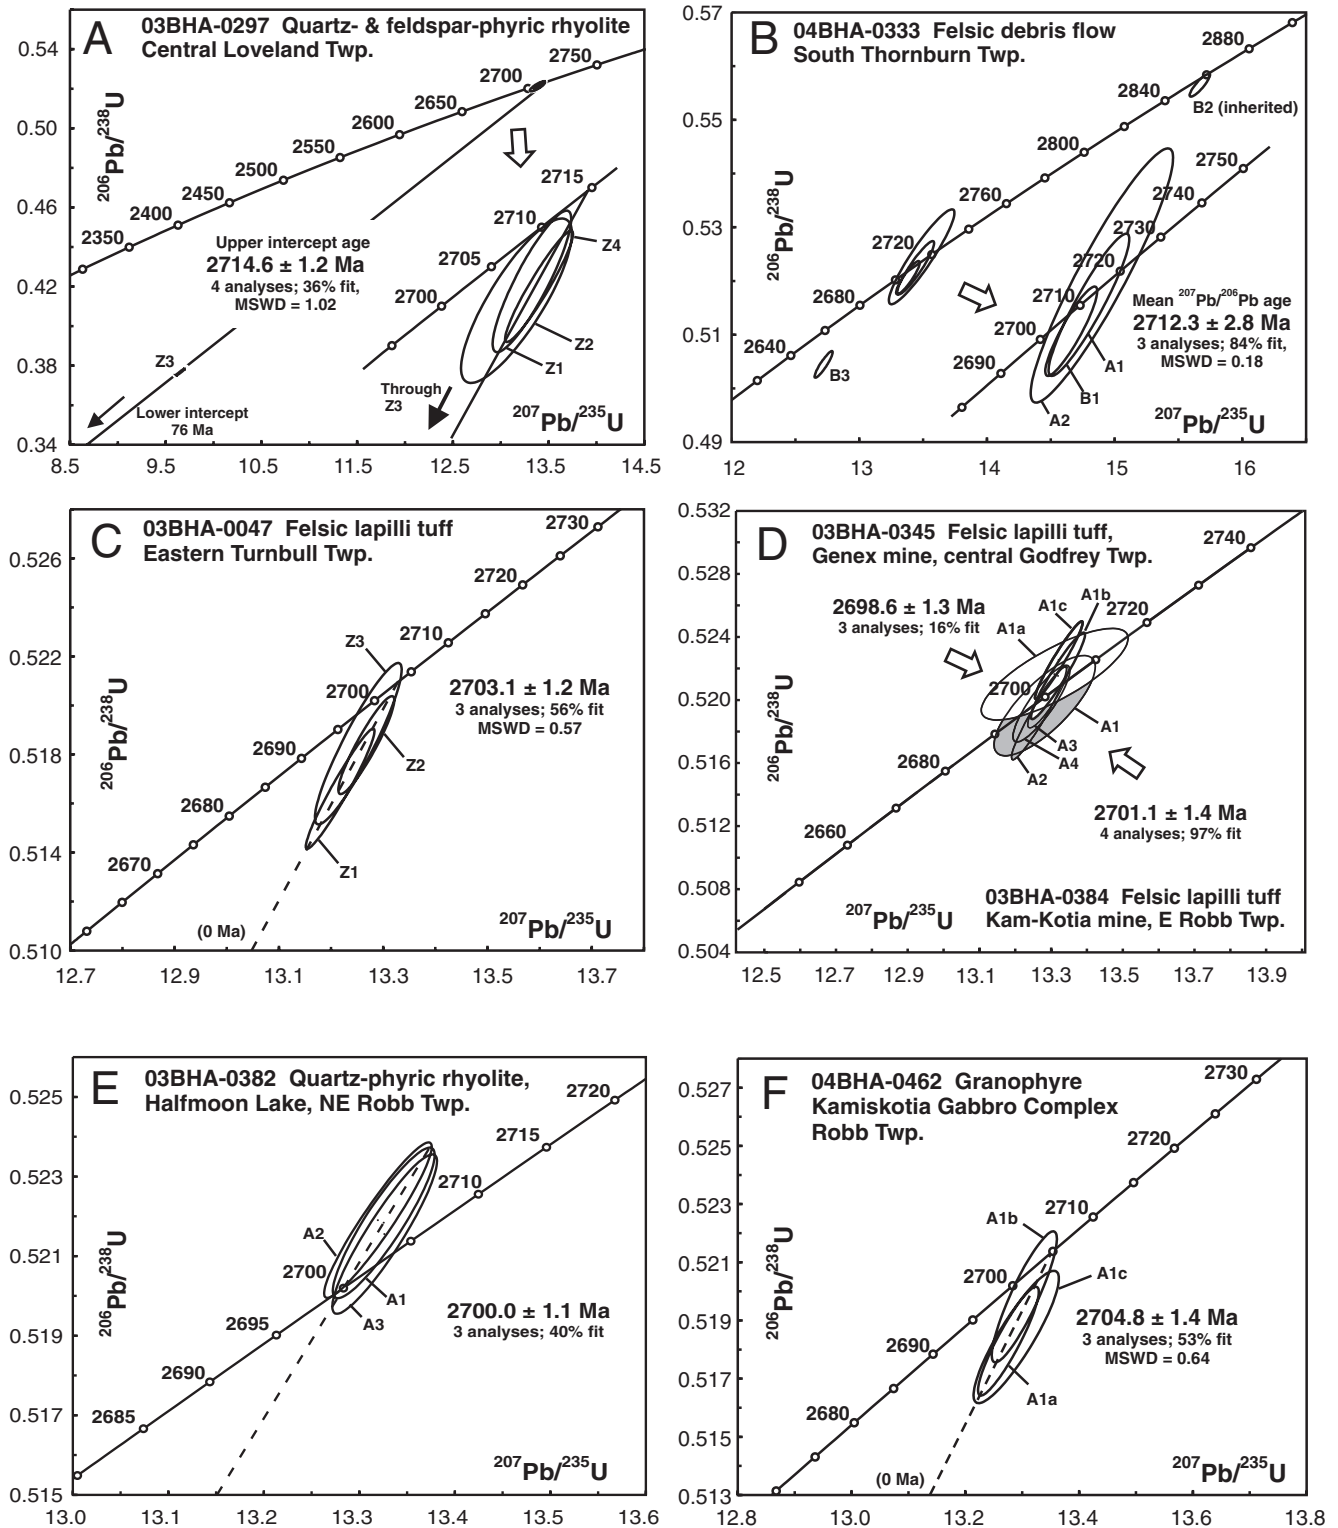 A
03BHA-0297 Quartz- & feldspar-phyric rhyolite
Central Loveland Twp.
0.54
0.50
0.46
0.42
0.38
0.34
206Pb/238U
2350
2400
2450
2500
2550
2600
2650
2700
2750
2715
2710
2705
2700
Z4
Z2
Z1
Upper intercept age
2714.6 ± 1.2 Ma
4 analyses; 36% fit,
MSWD = 1.02
Z3
Lower intercept
76 Ma
Through
Z3
207Pb/235U
8.5
9.5
10.5
11.5
12.5
13.5
14.5
B
04BHA-0333 Felsic debris flow
South Thornburn Twp.
0.57
0.55
0.53
0.51
0.49
206Pb/238U
2880
2840
B2 (inherited)
2800
2760
2720
2680
2640
2750
2740
2730
2720
2710
2700
2690
B3
A1
B1
A2
Mean 207Pb/206Pb age
2712.3 ± 2.8 Ma
3 analyses; 84% fit,
MSWD = 0.18
207Pb/235U
12
13
14
15
16
C
03BHA-0047 Felsic lapilli tuff
Eastern Turnbull Twp.
0.526
0.522
0.518
0.514
0.510
206Pb/238U
2730
2720
2710
2700
2690
2680
2670
Z3
Z2
Z1
2703.1 ± 1.2 Ma
3 analyses; 56% fit
MSWD = 0.57
(0 Ma)
207Pb/235U
12.7
12.9
13.1
13.3
13.5
13.7
D
03BHA-0345 Felsic lapilli tuff,
Genex mine, central Godfrey Twp.
0.532
0.528
0.524
0.520
0.516
0.512
0.508
0.504
206Pb/238U
2740
2720
2700
2680
2660
2698.6 ± 1.3 Ma
3 analyses; 16% fit
A1a
A1c
A1b
A1
A3
A4
A2
2701.1 ± 1.4 Ma
4 analyses; 97% fit
03BHA-0384 Felsic lapilli tuff
Kam-Kotia mine, E Robb Twp.
207Pb/235U
12.5
12.7
12.9
13.1
13.3
13.5
13.7
13.9
E
03BHA-0382 Quartz-phyric rhyolite,
Halfmoon Lake, NE Robb Twp.
0.525
0.523
0.521
0.519
0.517
0.515
206Pb/238U
2720
2715
2710
2700
2695
2690
2685
A2
A1
A3
2700.0 ± 1.1 Ma
3 analyses; 40% fit
207Pb/235U
13.0
13.1
13.2
13.3
13.4
13.5
13.6
F
04BHA-0462 Granophyre
Kamiskotia Gabbro Complex
Robb Twp.
0.527
0.525
0.523
0.521
0.519
0.517
0.515
0.513
206Pb/238U
2730
2720
2710
2700
2690
2680
A1b
A1c
A1a
2704.8 ± 1.4 Ma
3 analyses; 53% fit
MSWD = 0.64
(0 Ma)
207Pb/235U
12.8
13.0
13.2
13.4
13.6
13.8